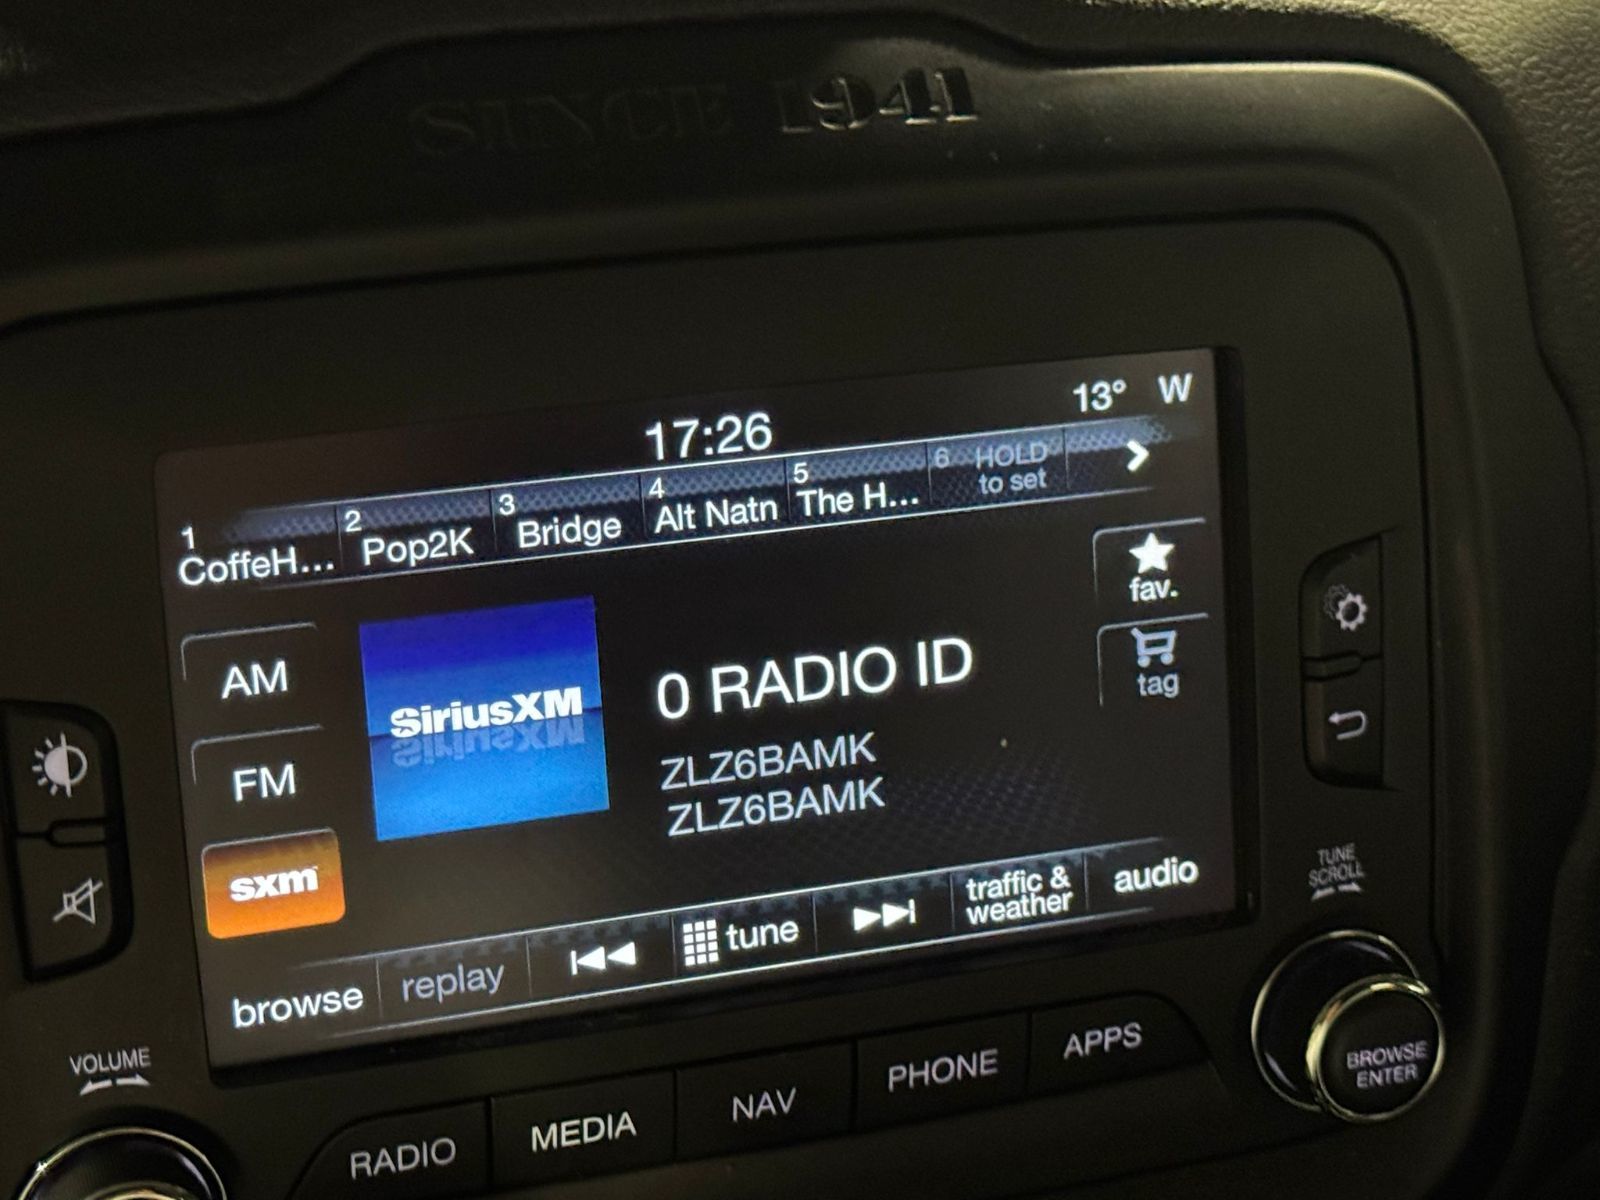 SINCE 1941
17:26
13° W
1 CoffeH...
2 Pop2K
3 Bridge
4 Alt Natn
5 The H...
6 HOLD
to set
fav.
tag
AM
FM
sxm
SiriusXM
0 RADIO ID
ZLZ6BAMK
ZLZ6BAMK
browse
replay
tune
traffic &
weather
audio
TUNE
SCROLL
VOLUME
RADIO
MEDIA
NAV
PHONE
APPS
BROWSE
ENTER